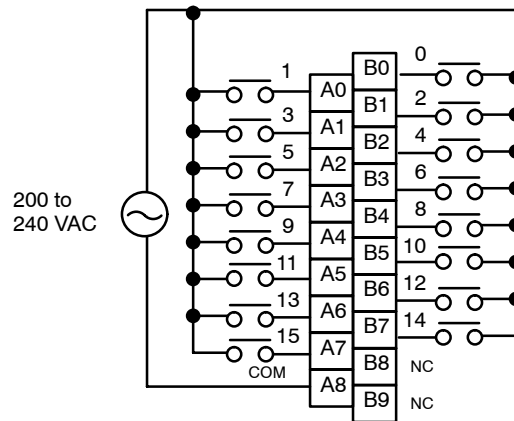 B0 0
1 A0
B1 2
3 A1
B2 4
5 A2
B3 6
7 A3
200 to
240 VAC
B4 8
9 A4
B5 10
11 A5
B6 12
13 A6
B7 14
15 A7
COM A8
B8 NC
B9 NC